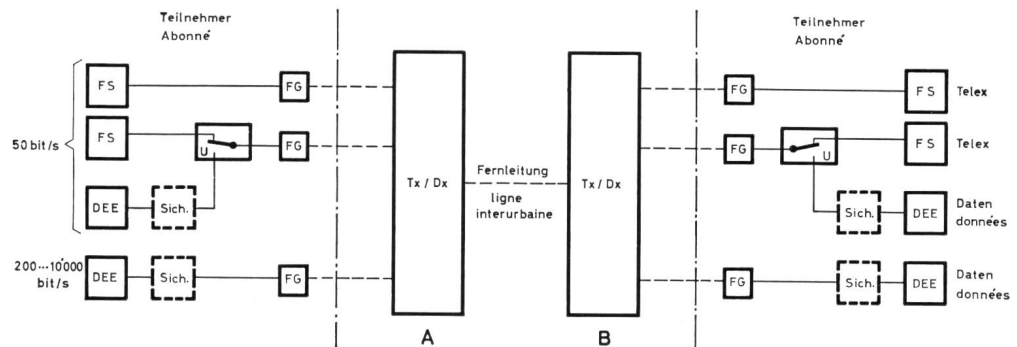 Teilnehmer
Abonné
Teilnehmer
Abonné
FS
FG
FG
FS
Telex
50 bit/s
FS
U
FG
FG
U
FS
Telex
Tx / Dx
Fernleitung
ligne
interurbaine
Tx / Dx
DEE
Sich.
Sich.
DEE
Daten
données
200...10'000
bit/s
DEE
Sich.
FG
FG
Sich.
DEE
Daten
données
A
B